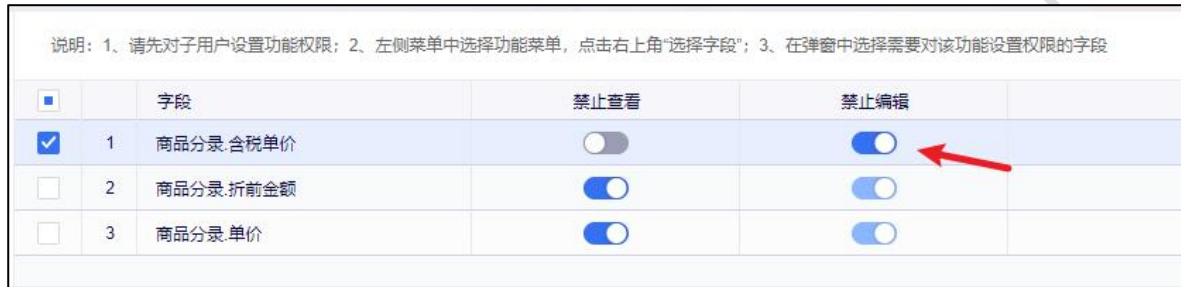 说明：1、请先对子用户设置功能权限；2、左侧菜单中选择功能菜单，点击右上角“选择字段”；3、在弹窗中选择需要对该功能设置权限的字段
字段 禁止查看 禁止编辑
1 商品分录.含税单价
2 商品分录.折前金额
3 商品分录.单价